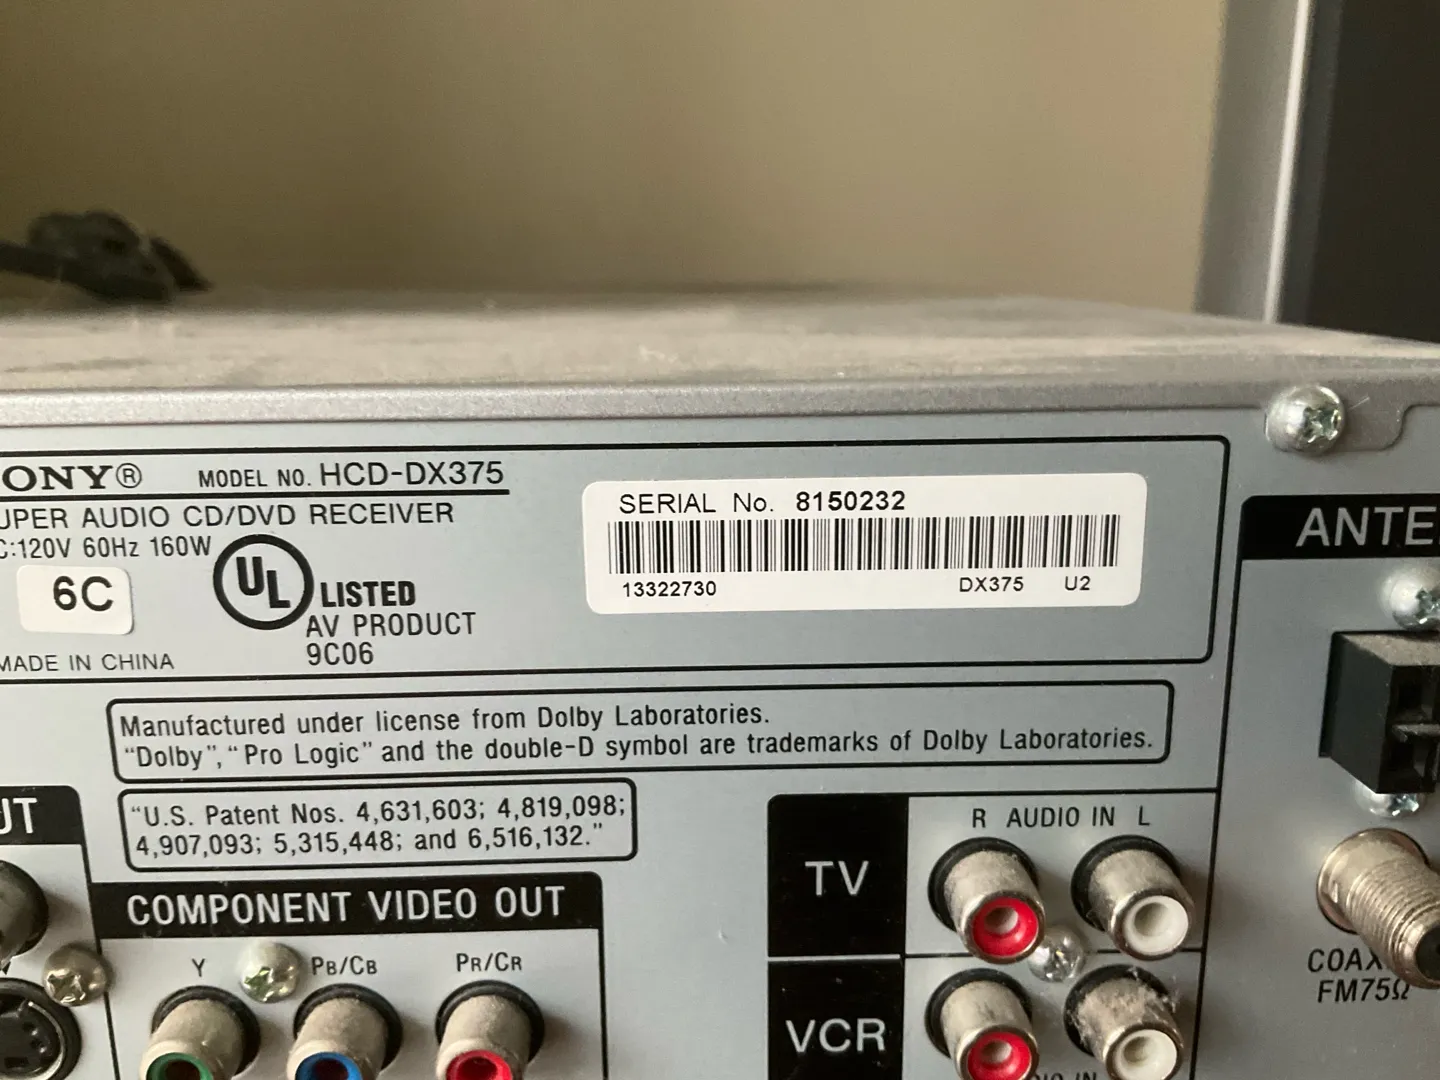 ONY® MODEL NO. HCD-DX375
UPER AUDIO CD/DVD RECEIVER
C:120V 60Hz 160W
6C
UL LISTED
AV PRODUCT
9C06
MADE IN CHINA
SERIAL No. 8150232
13322730 DX375 U2
ANTE
Manufactured under license from Dolby Laboratories.
"Dolby", "Pro Logic" and the double-D symbol are trademarks of Dolby Laboratories.
"U.S. Patent Nos. 4,631,603; 4,819,098;
4,907,093; 5,315,448; and 6,516,132."
UT
COMPONENT VIDEO OUT
Y PB/CB PR/CR
R AUDIO IN L
TV
VCR
COAX
FM75Ω